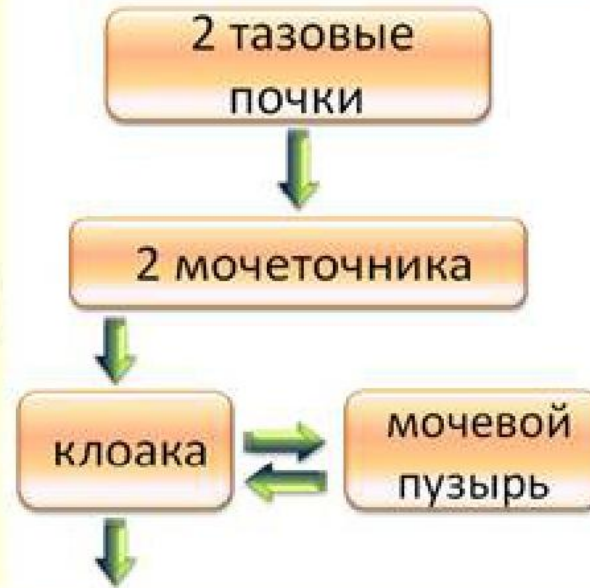 2 тазовые
почки
2 мочеточника
клоака
мочевой
пузырь